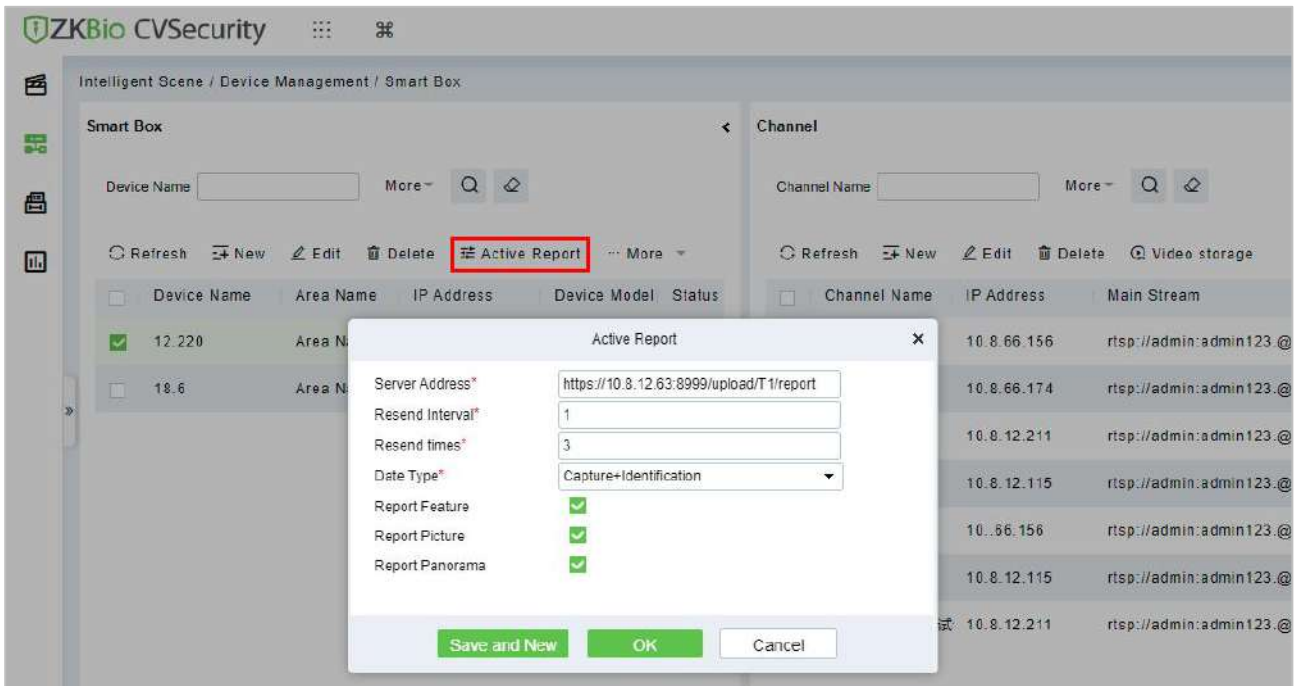 ZKBio CVSecurity
Intelligent Scene / Device Management / Smart Box
Smart Box
Device Name
More
Refresh New Edit Delete Active Report ··· More
Device Name Area Name IP Address Device Model Status
12.220 Area
18.6 Area
Channel
Channel Name
More
Refresh New Edit Delete Video storage
Channel Name IP Address Main Stream
10.8.66.156 rtsp://admin:admin123.@
10.8.66.174 rtsp://admin:admin123.@
10.8.12.211 rtsp://admin:admin123.@
10.8.12.115 rtsp://admin:admin123.@
10..66.156 rtsp://admin:admin123.@
10.8.12.115 rtsp://admin:admin123.@
试 10.8.12.211 rtsp://admin:admin123.@
Active Report
Server Address* https://10.8.12.63:8999/upload/T1/report
Resend Interval* 1
Resend times* 3
Date Type* Capture+Identification
Report Feature
Report Picture
Report Panorama
Save and New OK Cancel